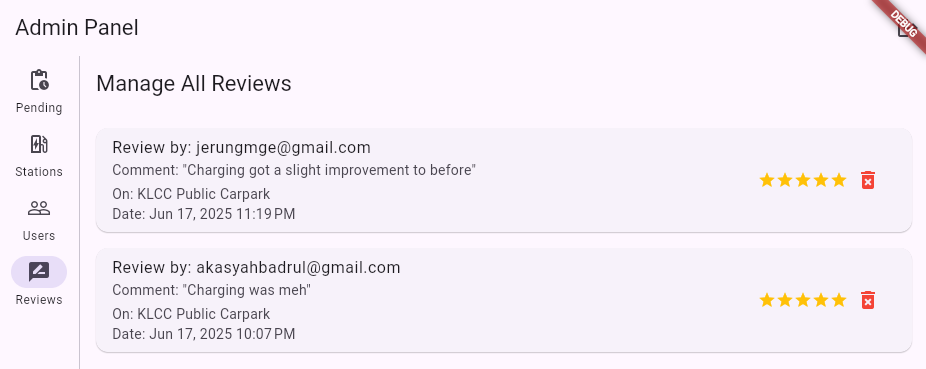 Admin Panel
DEBUG
Pending
Stations
Users
Reviews
Manage All Reviews
Review by: jerungmge@gmail.com
Comment: "Charging got a slight improvement to before"
On: KLCC Public Carpark
Date: Jun 17, 2025 11:19 PM
Review by: akasyahbadrul@gmail.com
Comment: "Charging was meh"
On: KLCC Public Carpark
Date: Jun 17, 2025 10:07 PM